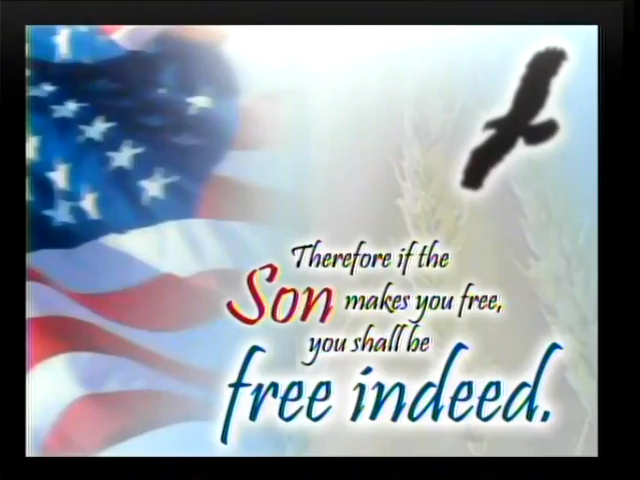 Therefore if the
Son makes you free,
you shall be
free indeed.